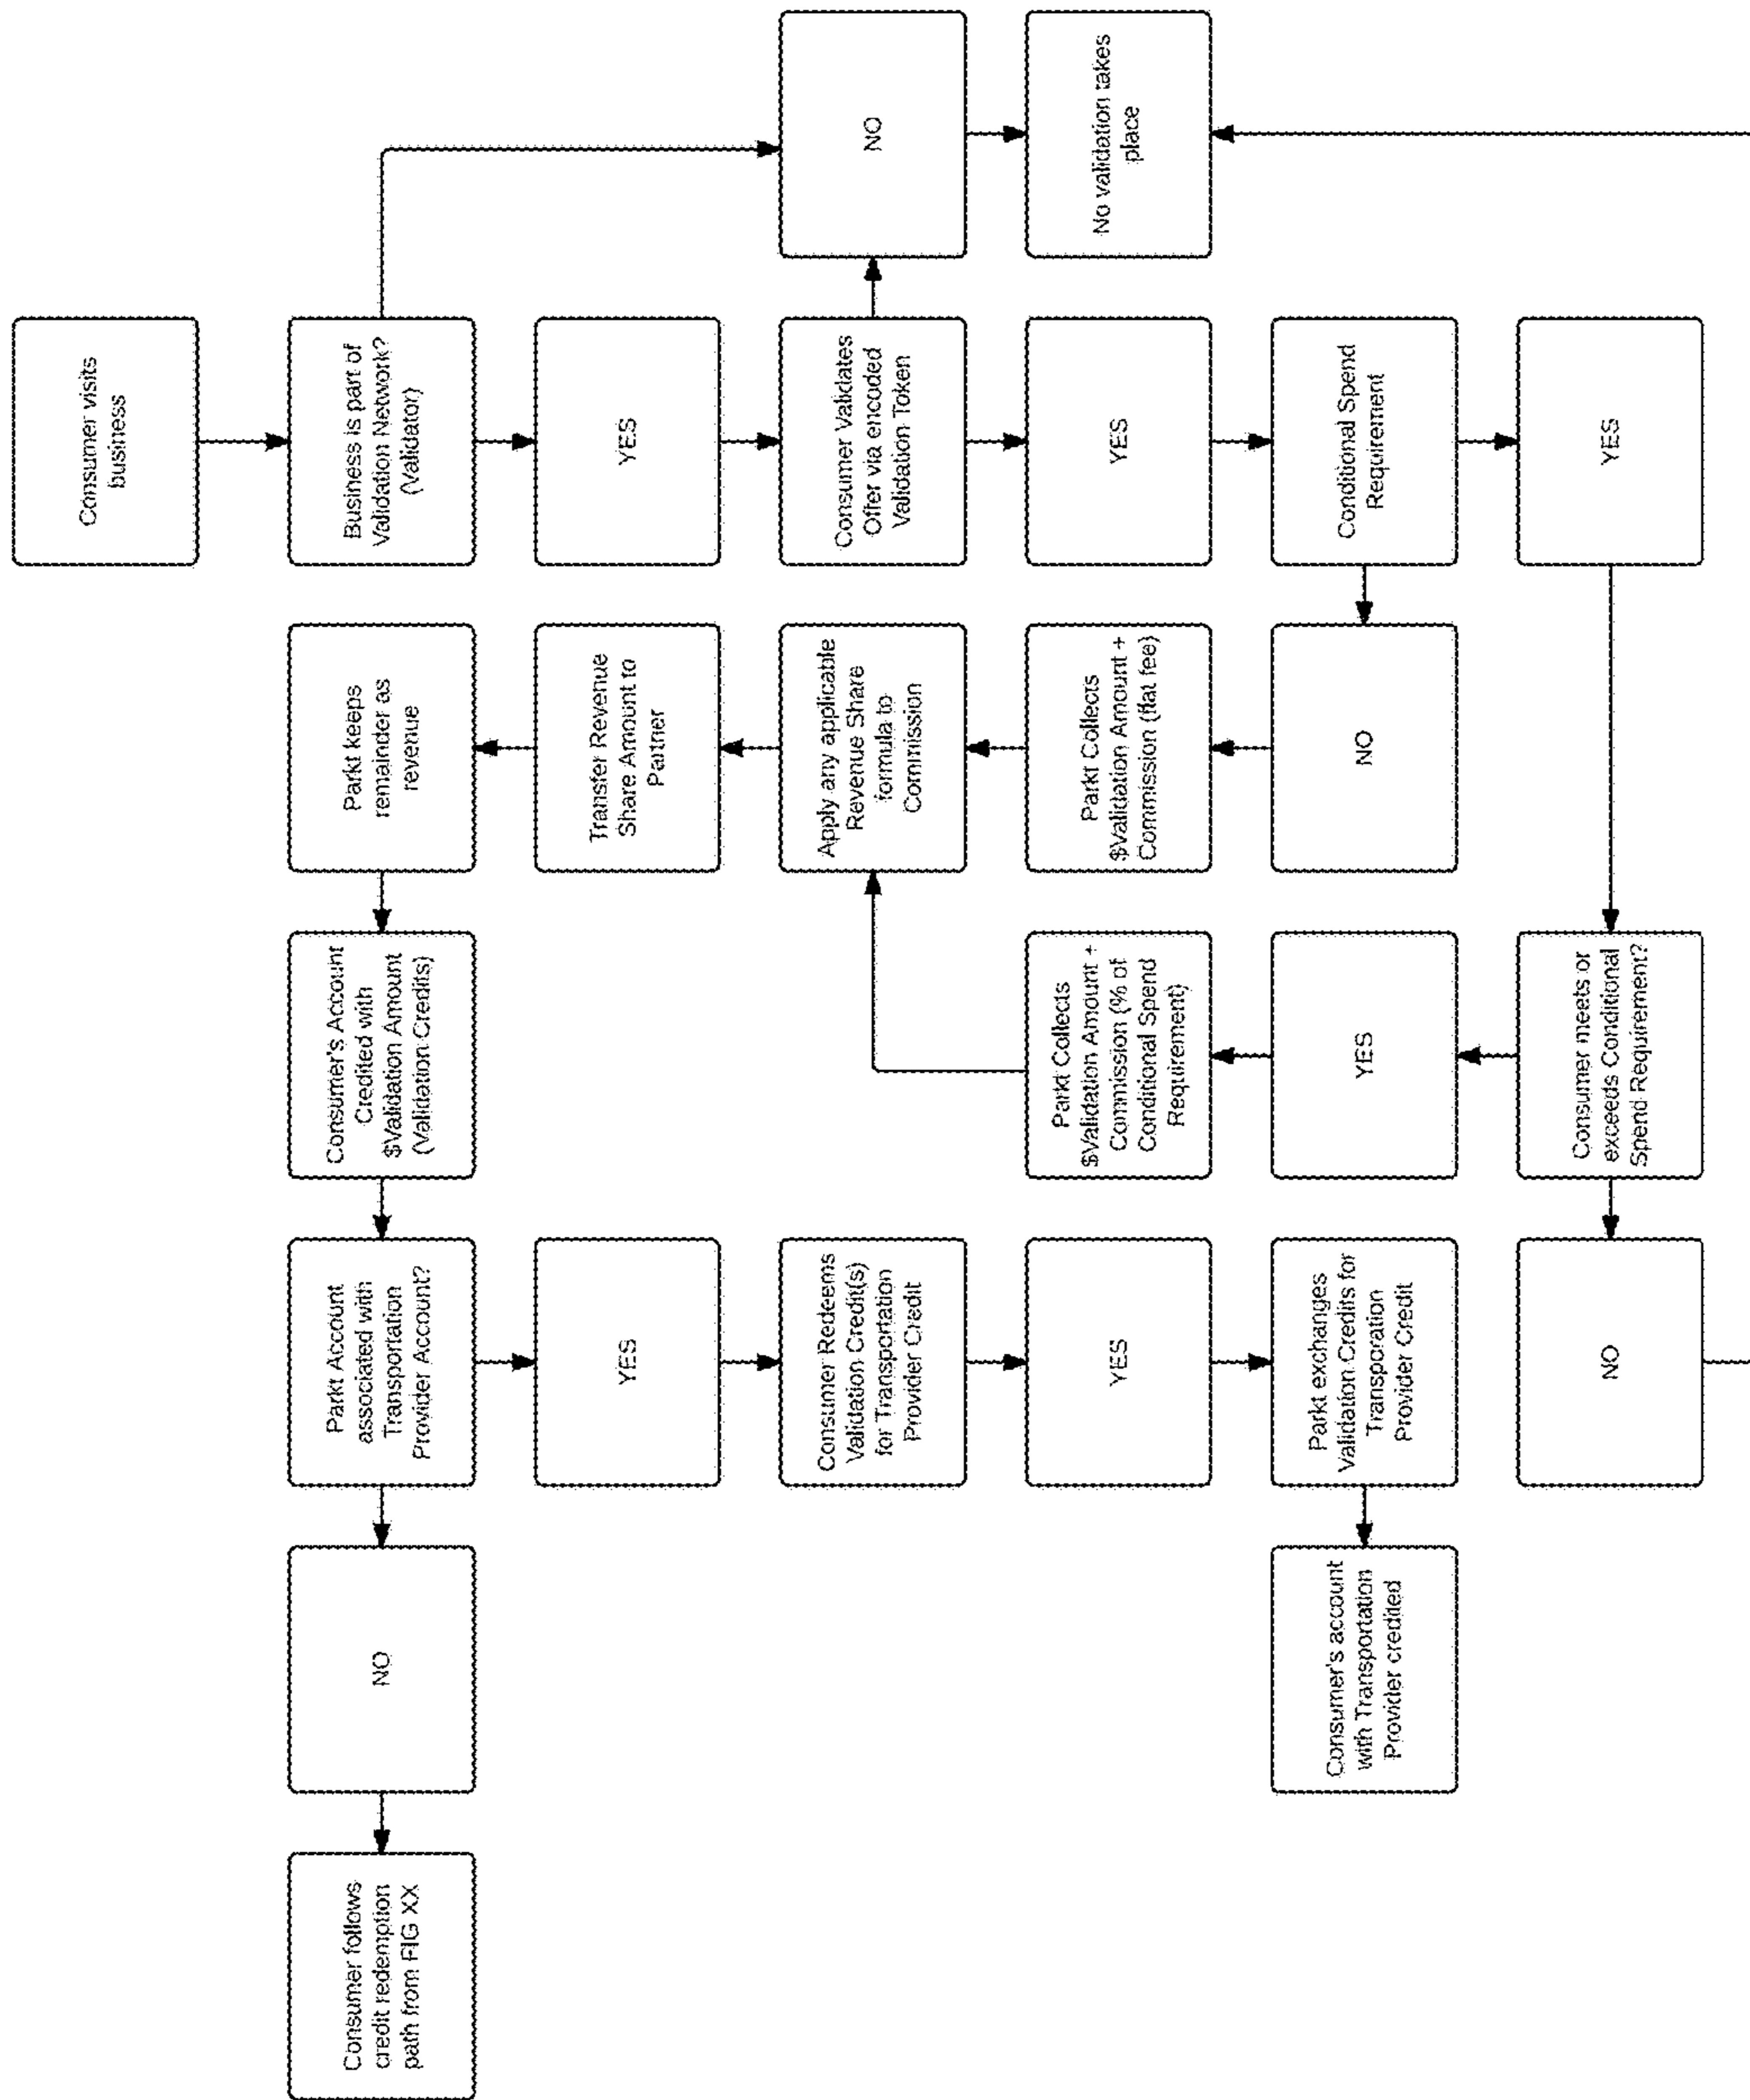 Consumer visits
business
Consumer follows
credit redemption
path from FIG XX
NO
Parkt Account
associated with
Transportation
Provider Account?
Consumer's Account
Credited with
$Validation Amount
(Validation Credits)
Parkt keeps
remainder as
revenue
Business is part of
Validation Network?
(Validator)
YES
Transfer Revenue
Share Amount to
Partner
YES
Consumer Redeems
Validation Credit(s)
for Transportation
Provider Credit
Apply any applicable
Revenue Share
formula to
Commission
Consumer Validates
Offer via encoded
Validation Token
NO
YES
Parkt Collects
$Validation Amount +
Commission (% of
Conditional Spend
Requirement)
Parkt Collects
$Validation Amount +
Commission (flat fee)
YES
No validation takes
place
Consumer's account
with Transportation
Provider credited
Parkt exchanges
Validation Credits for
Transporation
Provider Credit
YES
NO
Conditional Spend
Requirement
NO
Consumer meets or
exceeds Conditional
Spend Requirement?
YES